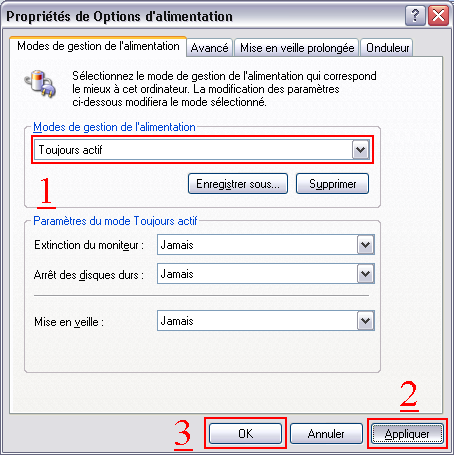 Propriétés de Options d'alimentation
Modes de gestion de l'alimentation Avancé Mise en veille prolongée Onduleur
Sélectionnez le mode de gestion de l'alimentation qui correspond
le mieux à cet ordinateur. La modification des paramètres
ci-dessous modifiera le mode sélectionné.
Modes de gestion de l'alimentation
Toujours actif
1
Enregistrer sous... Supprimer
Paramètres du mode Toujours actif
Extinction du moniteur : Jamais
Arrêt des disques durs : Jamais
Mise en veille : Jamais
2
3 OK Annuler Appliquer